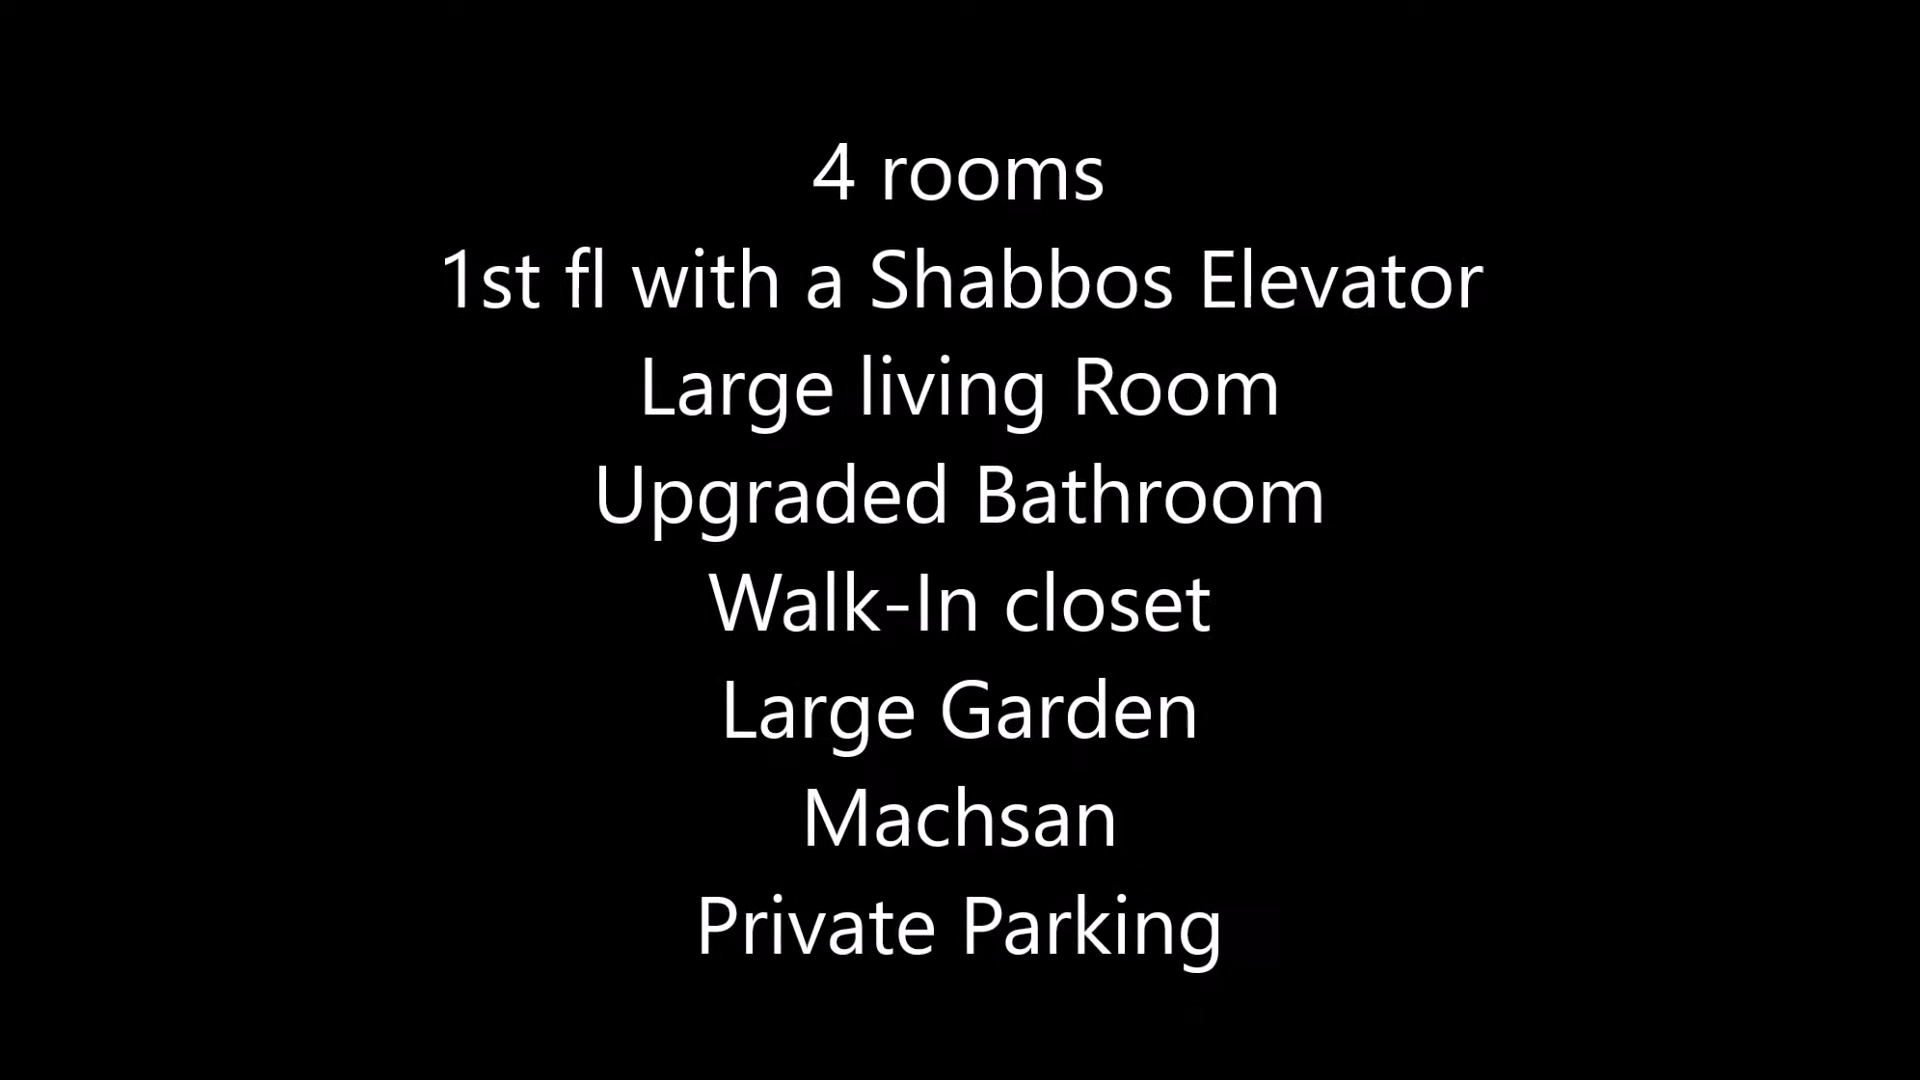 4 rooms
1st fl with a Shabbos Elevator
Large living Room
Upgraded Bathroom
Walk-In closet
Large Garden
Machsan
Private Parking